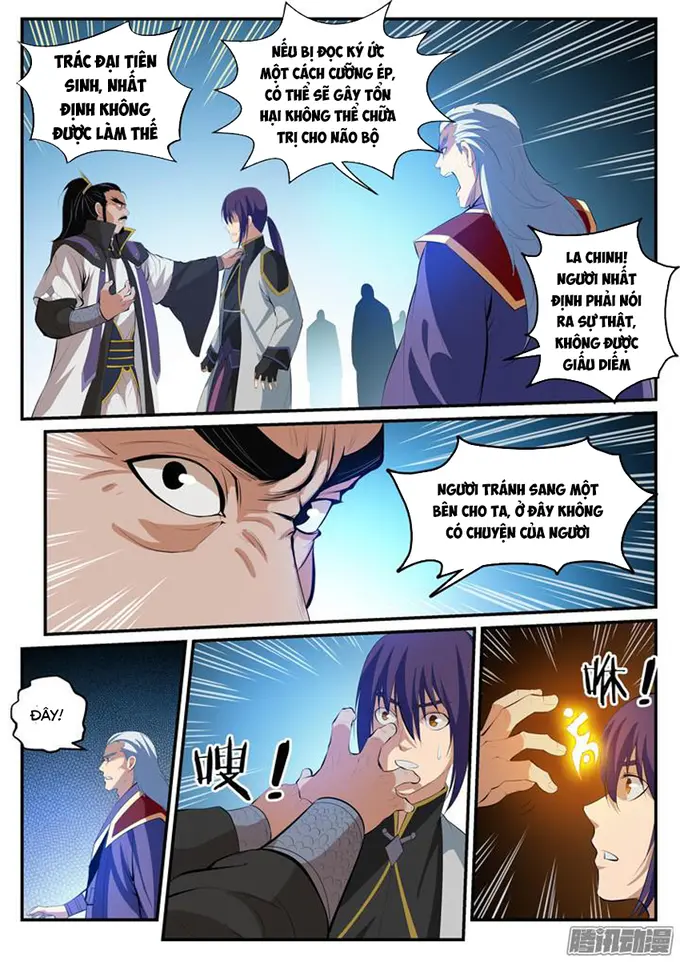 TRÁC ĐẠI TIÊN
SINH, NHẤT
ĐỊNH KHÔNG
ĐƯỢC LÀM THẾ
NẾU BỊ ĐỌC KÝ ỨC
MỘT CÁCH CƯỠNG ÉP,
CÓ THỂ SẼ GÂY TỔN
HẠI KHÔNG THỂ CHỮA
TRỊ CHO NÃO BỘ
LA CHINH!
NGƯƠI NHẤT
ĐỊNH PHẢI NÓI
RA SỰ THẬT,
KHÔNG ĐƯỢC
GIẤU DIẾM
NGƯƠI TRÁNH SANG MỘT
BÊN CHO TA, Ở ĐÂY KHÔNG
CÓ CHUYỆN CỦA NGƯƠI
ĐÂY!
嗖！
咻！
腾讯动漫